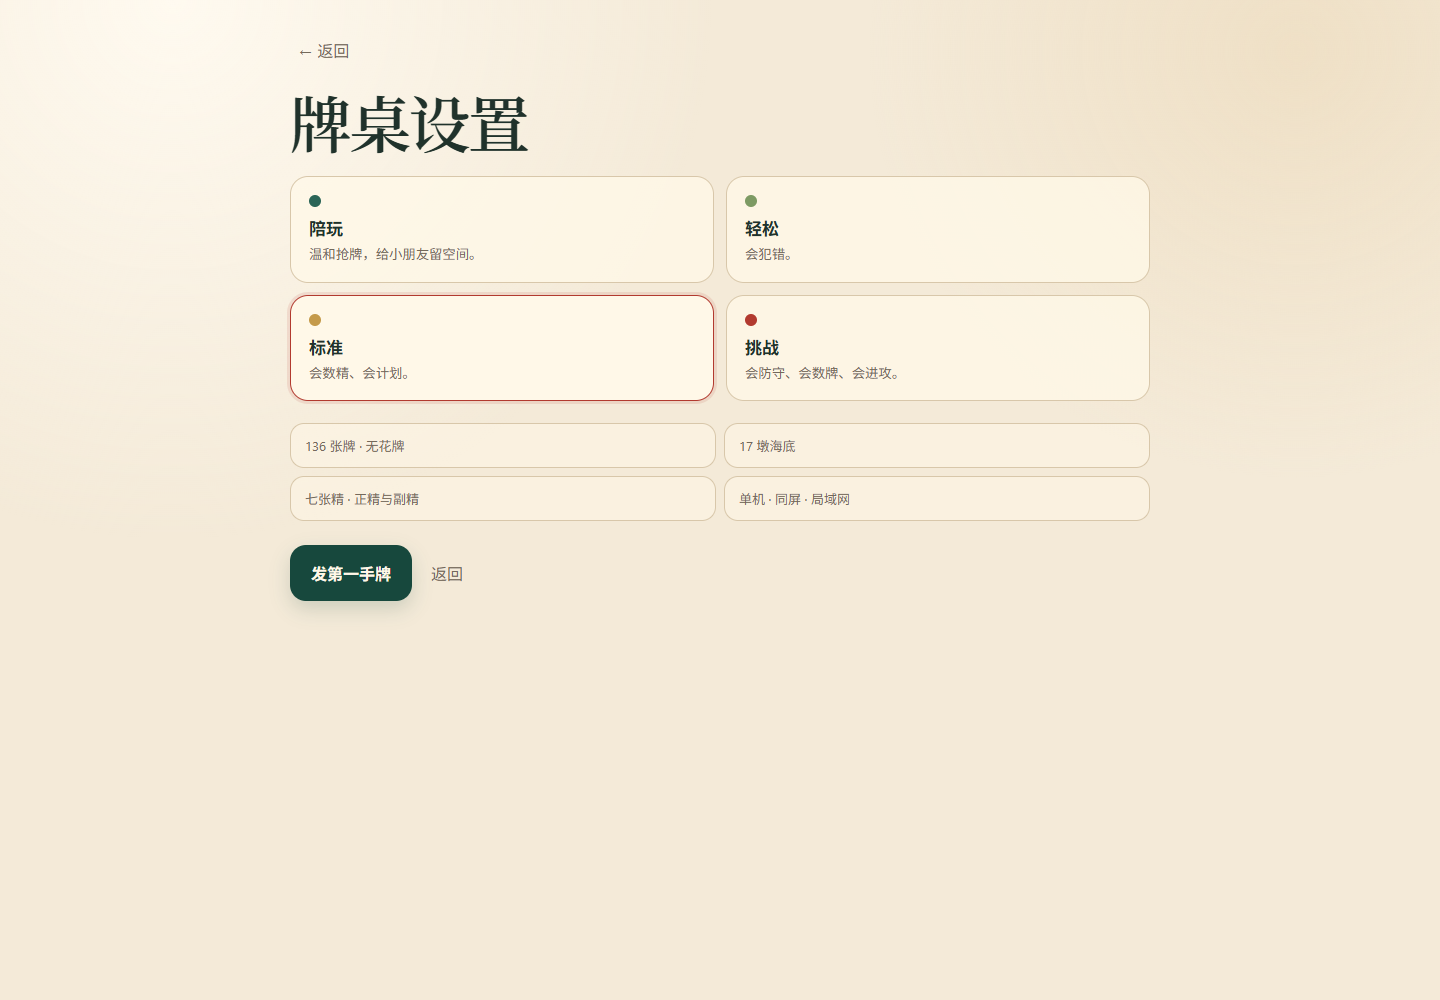 ← 返回
牌桌设置
陪玩
温和抢牌，给小朋友留空间。
轻松
会犯错。
标准
会数精、会计划。
挑战
会防守、会数牌、会进攻。
136 张牌 · 无花牌
17 墩海底
七张精 · 正精与副精
单机 · 同屏 · 局域网
发第一手牌
返回